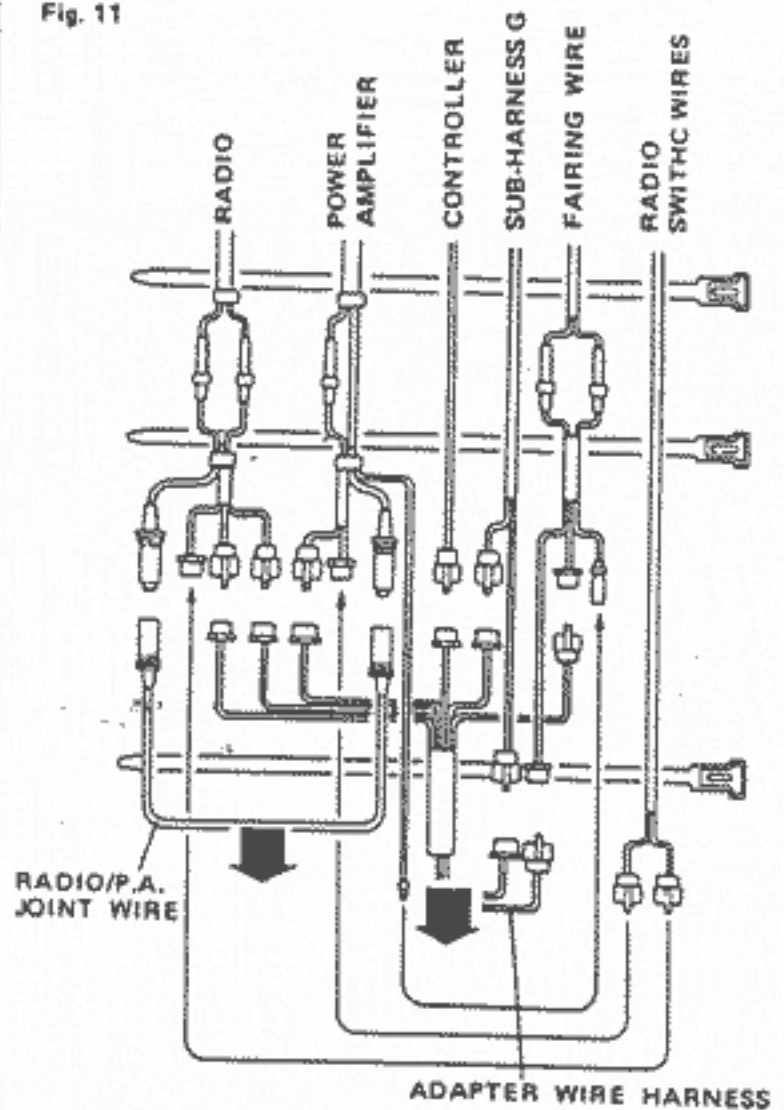 Fig. 11
RADIO
POWER
AMPLIFIER
CONTROLLER
SUB-HARNESS G
FAIRING WIRE
RADIO
SWITHC WIRES
RADIO/P.A.
JOINT WIRE
ADAPTER WIRE HARNESS